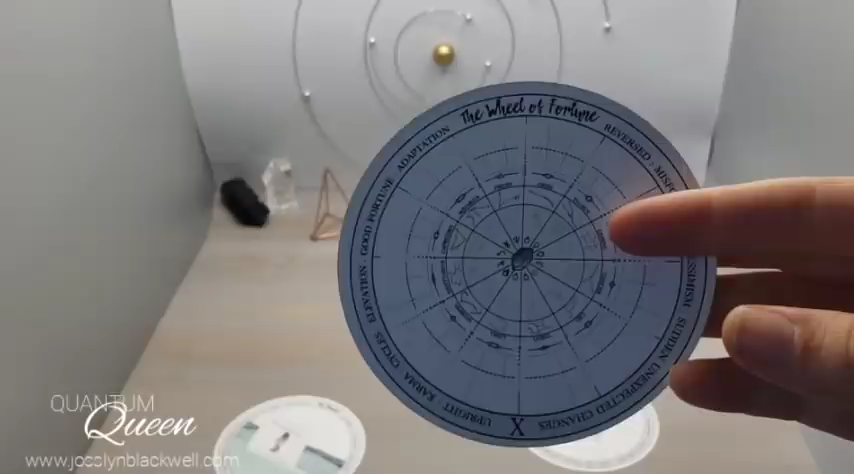 The Wheel of Fortune
UPRIGHT · KARMA CYCLES ELEVATION · GOOD FORTUNE ADAPTATION
REVERSED
SUDDEN UNEXPECTED CHANGES
X
QUANTUM
Queen
www.josslynblackwell.com